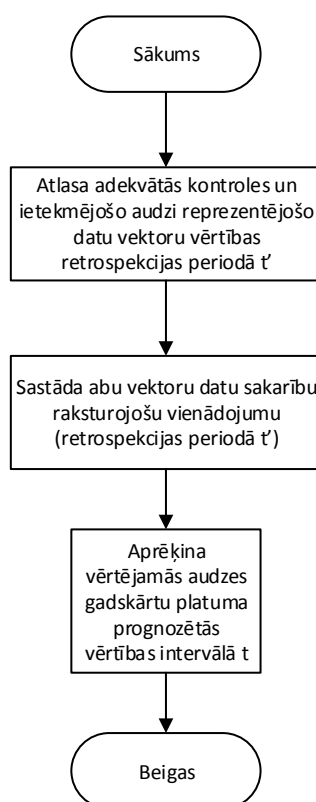 Sākums
Atlasa adekvātās kontroles un
ietekmējošo audzi reprezentējošo
datu vektoru vērtības
retrospekcijas periodā t’
Sastāda abu vektoru datu sakarību
raksturojošu vienādojumu
(retrospekcijas periodā t’)
Aprēķina
vērtējamās audzes
gadskārtu platuma
prognozētās
vērtības intervālā t
Beigas